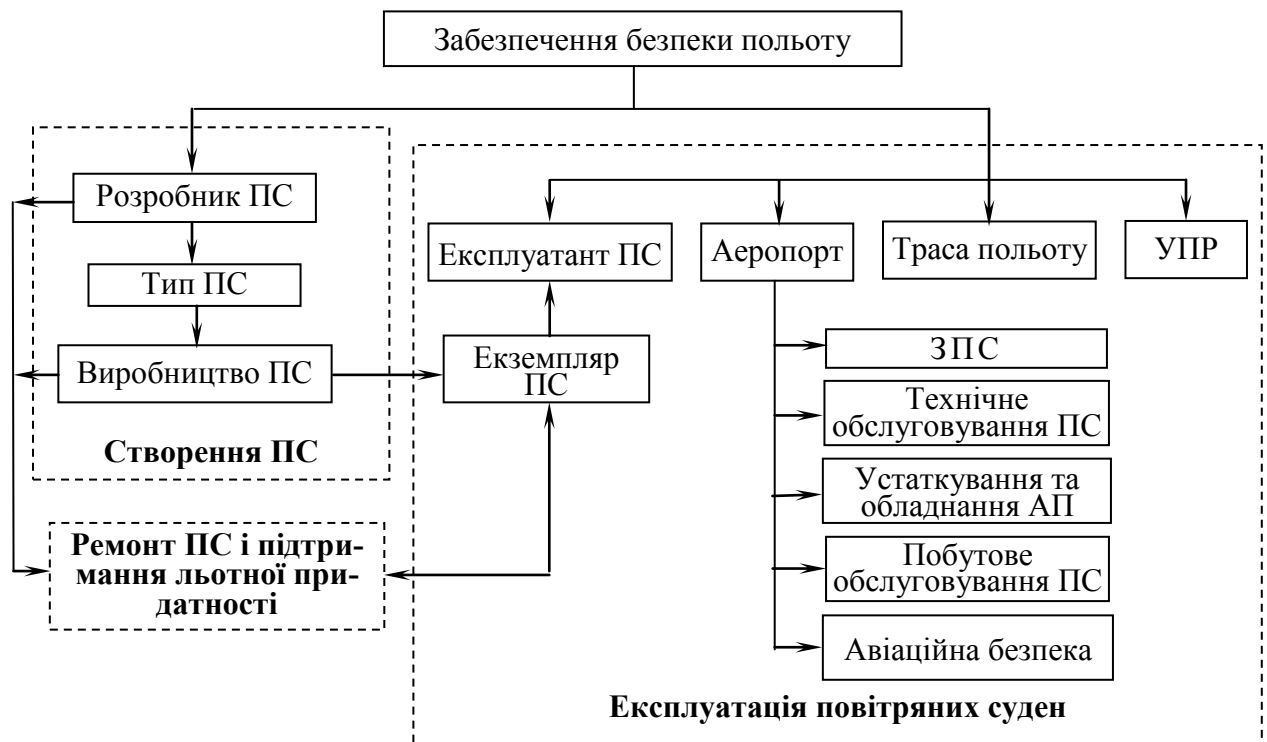 Забезпечення безпеки польоту
Розробник ПС
Тип ПС
Виробництво ПС
Створення ПС
Ремонт ПС і підтри-
мання льотної при-
датності
Експлуатант ПС
Аеропорт
Траса польоту
УПР
Екземпляр
ПС
ЗПС
Технічне
обслуговування ПС
Устаткування та
обладнання АП
Побутове
обслуговування ПС
Авіаційна безпека
Експлуатація повітряних суден